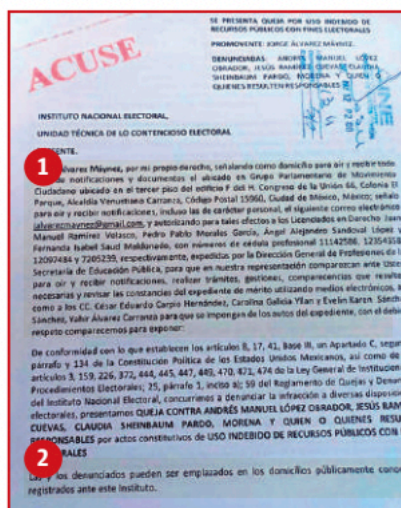 SE PRESENTA QUEJA POR USO INDEBIDO DE
RECURSOS PÚBLICOS CON FINES ELECTORALES
PROMOVENTE: JORGE ÁLVAREZ MÁYNEZ.
DENUNCIADAS: ANDRÉS MANUEL LÓPEZ
OBRADOR, JESÚS RAMÍREZ CUEVAS, CLAUDIA
SHEINBAUM PARDO, MORENA Y QUIEN O
QUIENES RESULTEN RESPONSABLES
ACUSE
INSTITUTO NACIONAL ELECTORAL,
UNIDAD TÉCNICA DE LO CONTENCIOSO ELECTORAL
1
Álvarez Máynez, por mi propio derecho, señalando como domicilio para oír y recibir todo
notificaciones y documentos el ubicado en Grupo Parlamentario de Movimiento
Ciudadano ubicado en el tercer piso del edificio F del H. Congreso de la Unión 66, Colonia El
Parque, Alcaldía Venustiano Carranza, Código Postal 15960, Ciudad de México, México; señalo
para oír y recibir notificaciones, incluso las de carácter personal, el siguiente correo electrónico
jalvarezmaynez@gmail.com, y autorizando para tales efectos a los Licenciados en Derecho Juan
Manuel Ramírez Velasco, Pedro Pablo Morales García, Ángel Alejandro Sandoval López
Fernanda Isabel Saud Maldonado, con números de cédula profesional 11142586,
12097484 y 7205239, respectivamente, expedidas por la Dirección General de Profesiones de
Secretaría de Educación Pública, para que en nuestra representación comparezcan ante Usted
para oír y recibir notificaciones, realizar trámites, gestiones, comparecencias que
necesarias y revisar las constancias del expediente de mérito utilizando medios electrónicos,
como a los CC. César Eduardo Carpio Hernández, Carolina Galicia Ylan e Evelin Karen
Sánchez, Yahir Álvarez Carranza para que se impongan de los autos del expediente, con el debido
respeto comparecemos para exponer:
De conformidad con lo que establecen los artículos 8, 17, 41, Base III, un Apartado C,
párrafo y 134 de la Constitución Política de los Estados Unidos Mexicanos, así como de
artículos 3, 159, 226, 372, 444, 445, 447, 449, 470, 471, 474 de la Ley General de
Procedimientos Electorales; 25, párrafo 1, inciso a); 59 del Reglamento de Quejas y
del Instituto Nacional Electoral, concurrimos a denunciar la infracción a diversas
electorales, presentamos QUEJA CONTRA ANDRÉS MANUEL LÓPEZ OBRADOR, JESÚS
CUEVAS, CLAUDIA SHEINBAUM PARDO, MORENA Y QUIEN O QUIENES
RESPONSABLES por actos constitutivos de USO INDEBIDO DE RECURSOS PÚBLICOS CON
2
y los denunciados pueden ser emplazados en los domicilios públicamente
registrados ante este Instituto.